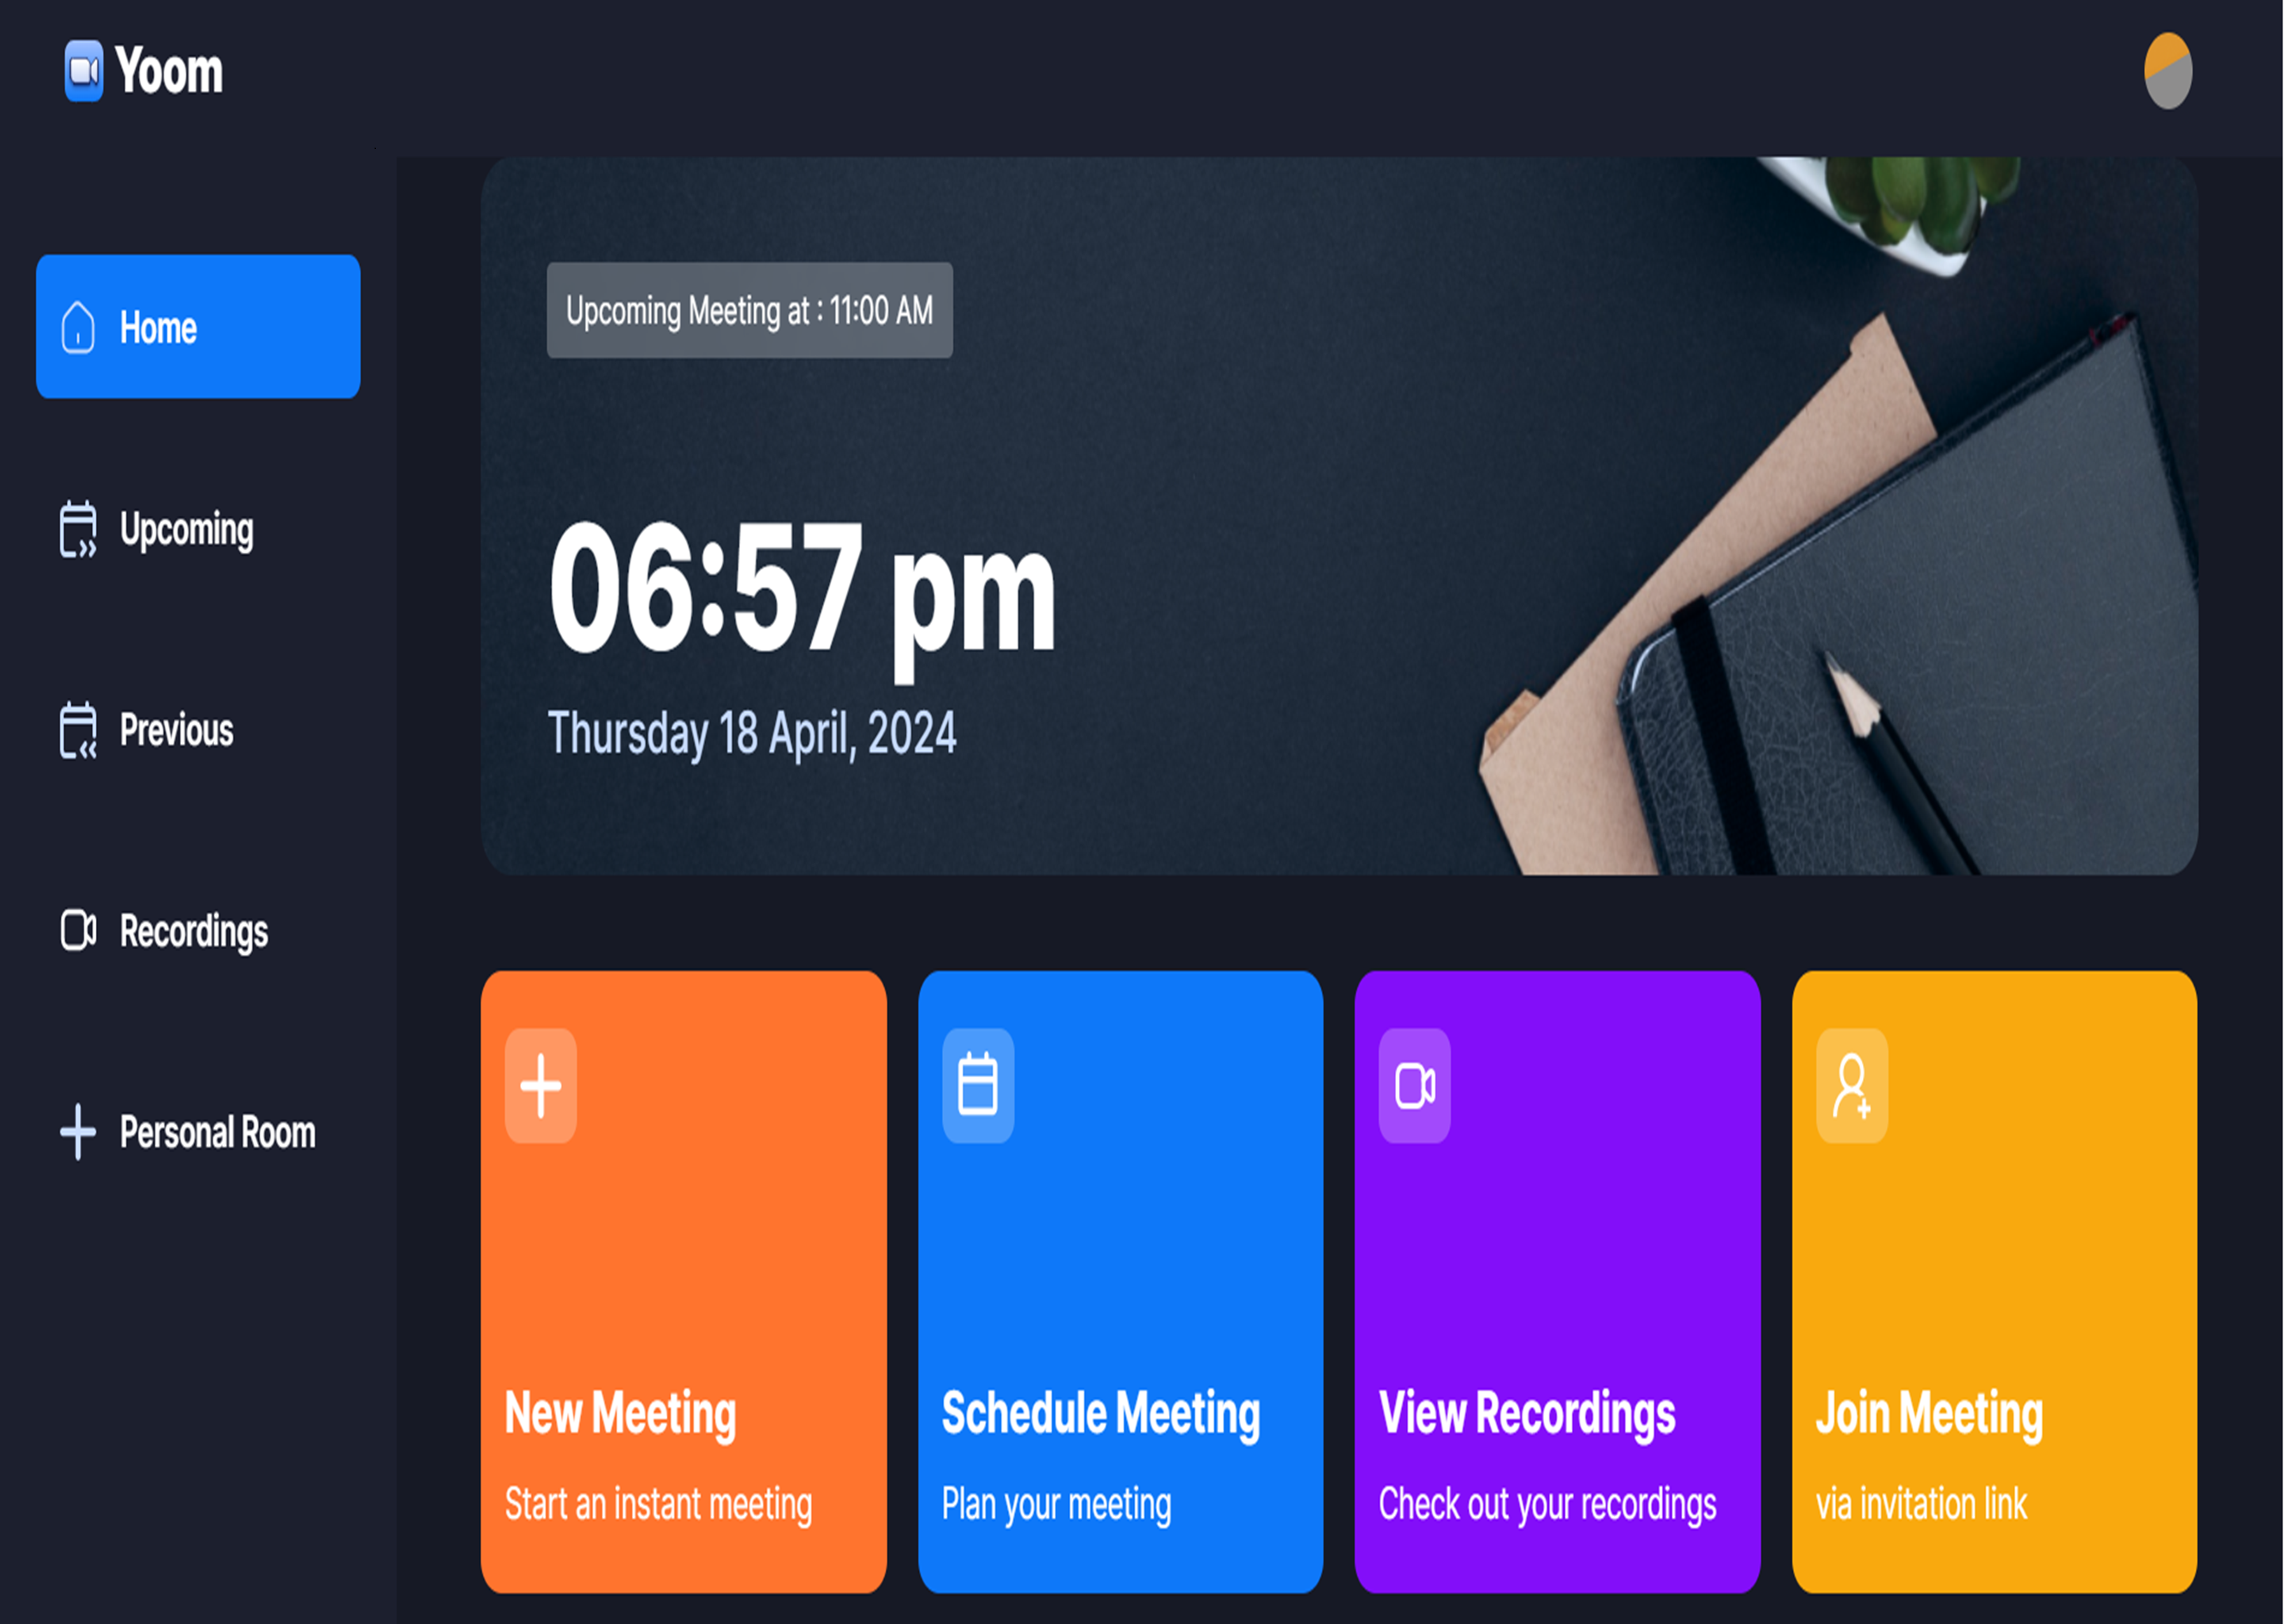 Yoom
Home
Upcoming
Previous
Recordings
Personal Room
Upcoming Meeting at : 11:00 AM
06:57 pm
Thursday 18 April, 2024
New Meeting
Start an instant meeting
Schedule Meeting
Plan your meeting
View Recordings
Check out your recordings
Join Meeting
via invitation link